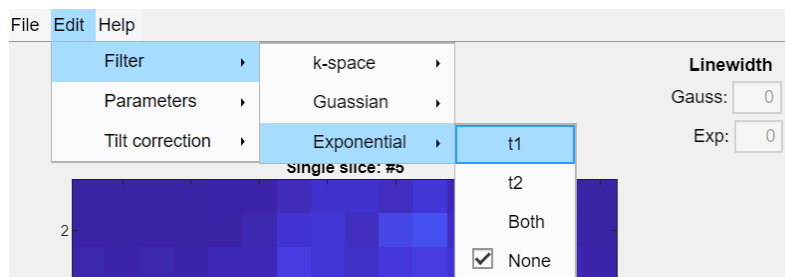 File Edit Help
Filter
Parameters
Tilt correction
k-space
Guassian
Exponential
t1
t2
Both
None
Linewidth
Gauss: 0
Exp: 0
Single slice: #5
2